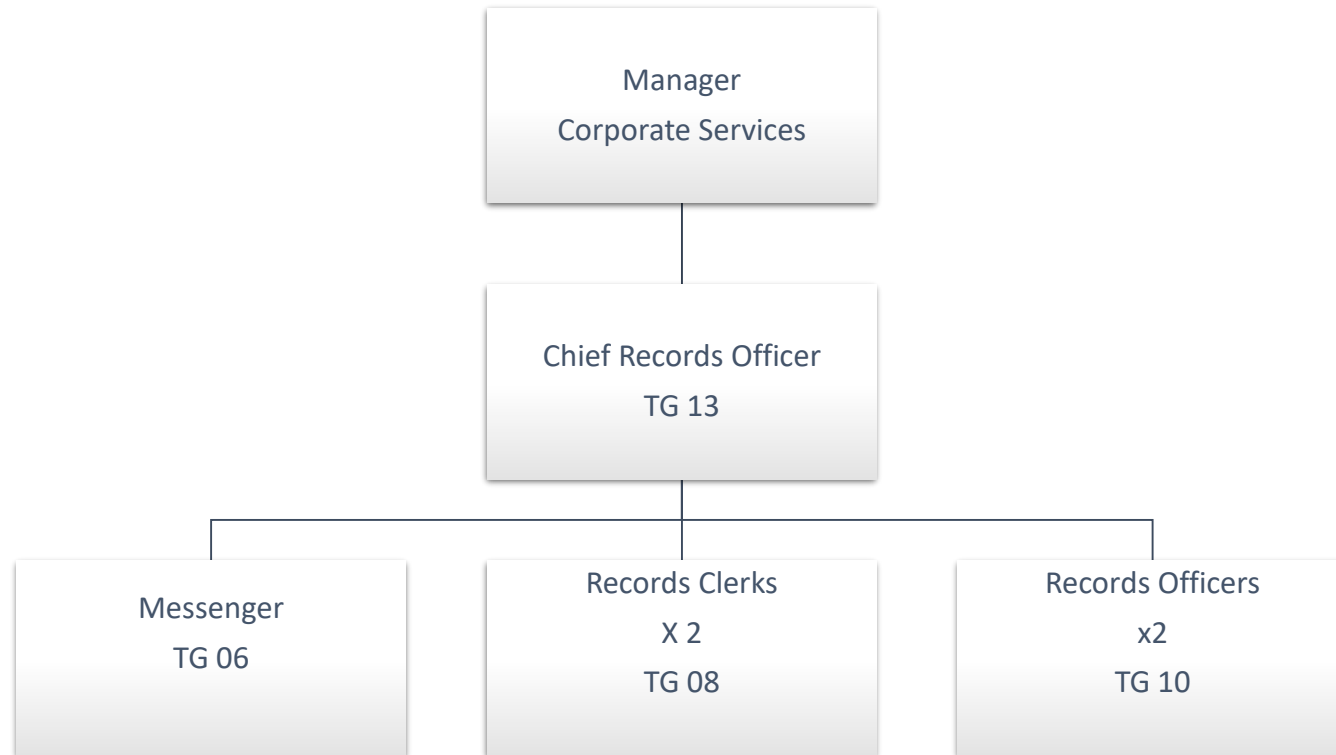 Manager
Corporate Services
Chief Records Officer
TG 13
Messenger
TG 06
Records Clerks
X 2
TG 08
Records Officers
x2
TG 10